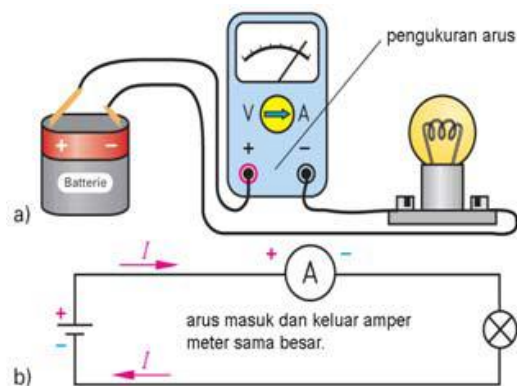 pengukuran arus
V A
+ −
+ −
Batterie
a)
I
+ A −
+
−
arus masuk dan keluar amper
meter sama besar.
I
b)